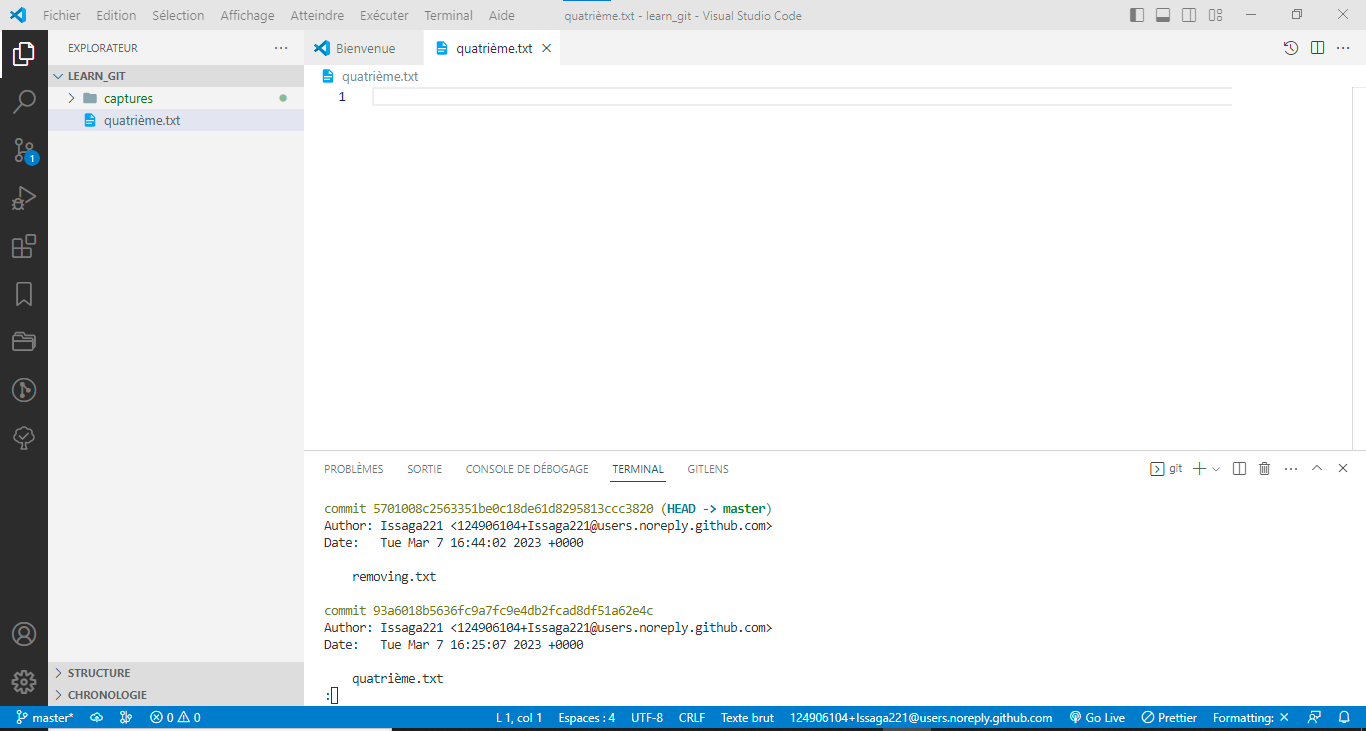 Fichier Edition Sélection Affichage Atteindre Exécuter Terminal Aide quatrième.txt - learn_git - Visual Studio Code
EXPLORATEUR
LEARN_GIT
captures
quatrième.txt
1
STRUCTURE
CHRONOLOGIE
Bienvenue quatrième.txt
quatrième.txt
1
PROBLÈMES SORTIE CONSOLE DE DÉBOGAGE TERMINAL GITLENS git
commit 5701008c2563351be0c18de61d8295813ccc3820 (HEAD -> master)
Author: Issaga221 <124906104+Issaga221@users.noreply.github.com>
Date: Tue Mar 7 16:44:02 2023 +0000
removing.txt
commit 93a6018b5636fc9a7fc9e4db2fcad8df51a62e4c
Author: Issaga221 <124906104+Issaga221@users.noreply.github.com>
Date: Tue Mar 7 16:25:07 2023 +0000
quatrième.txt
:
master* 0 0 L 1, col 1 Espaces : 4 UTF-8 CRLF Texte brut 124906104+Issaga221@users.noreply.github.com Go Live Prettier Formatting: ×